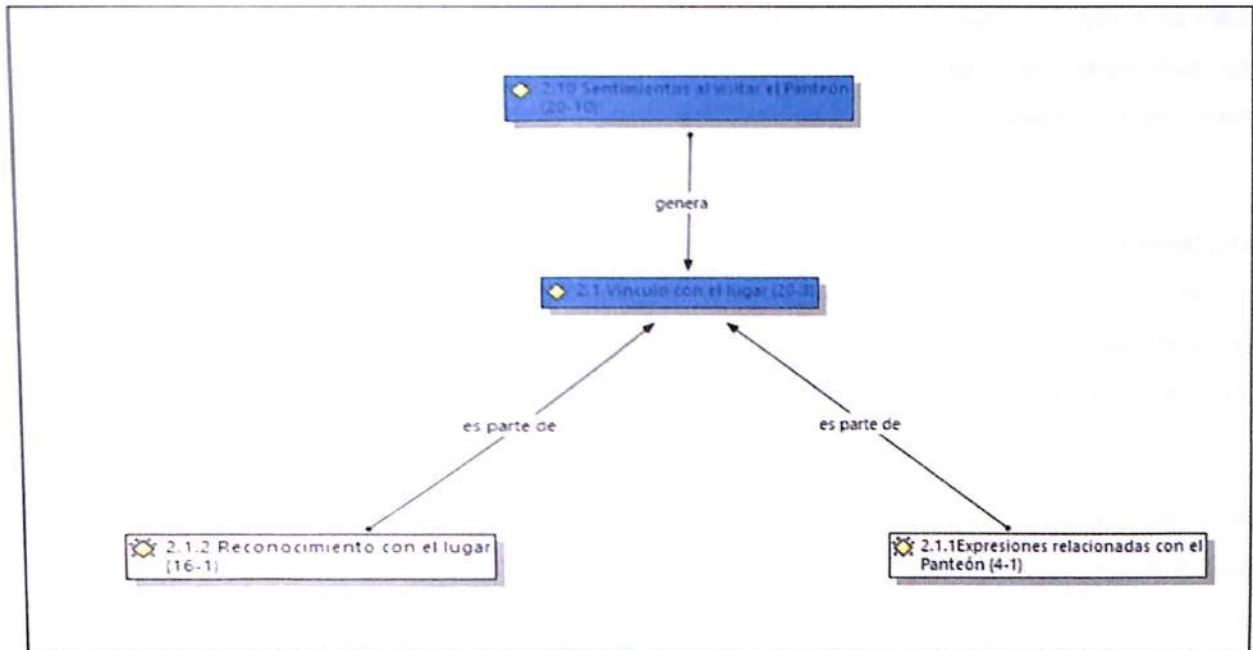 2.10 Sentimientos al visitar el Panteón
(20-10)
genera
2.1 Vinculo con el lugar (20-3)
es parte de
es parte de
2.1.2 Reconocimiento con el lugar
(16-1)
2.1.1Expresiones relacionadas con el
Panteón (4-1)